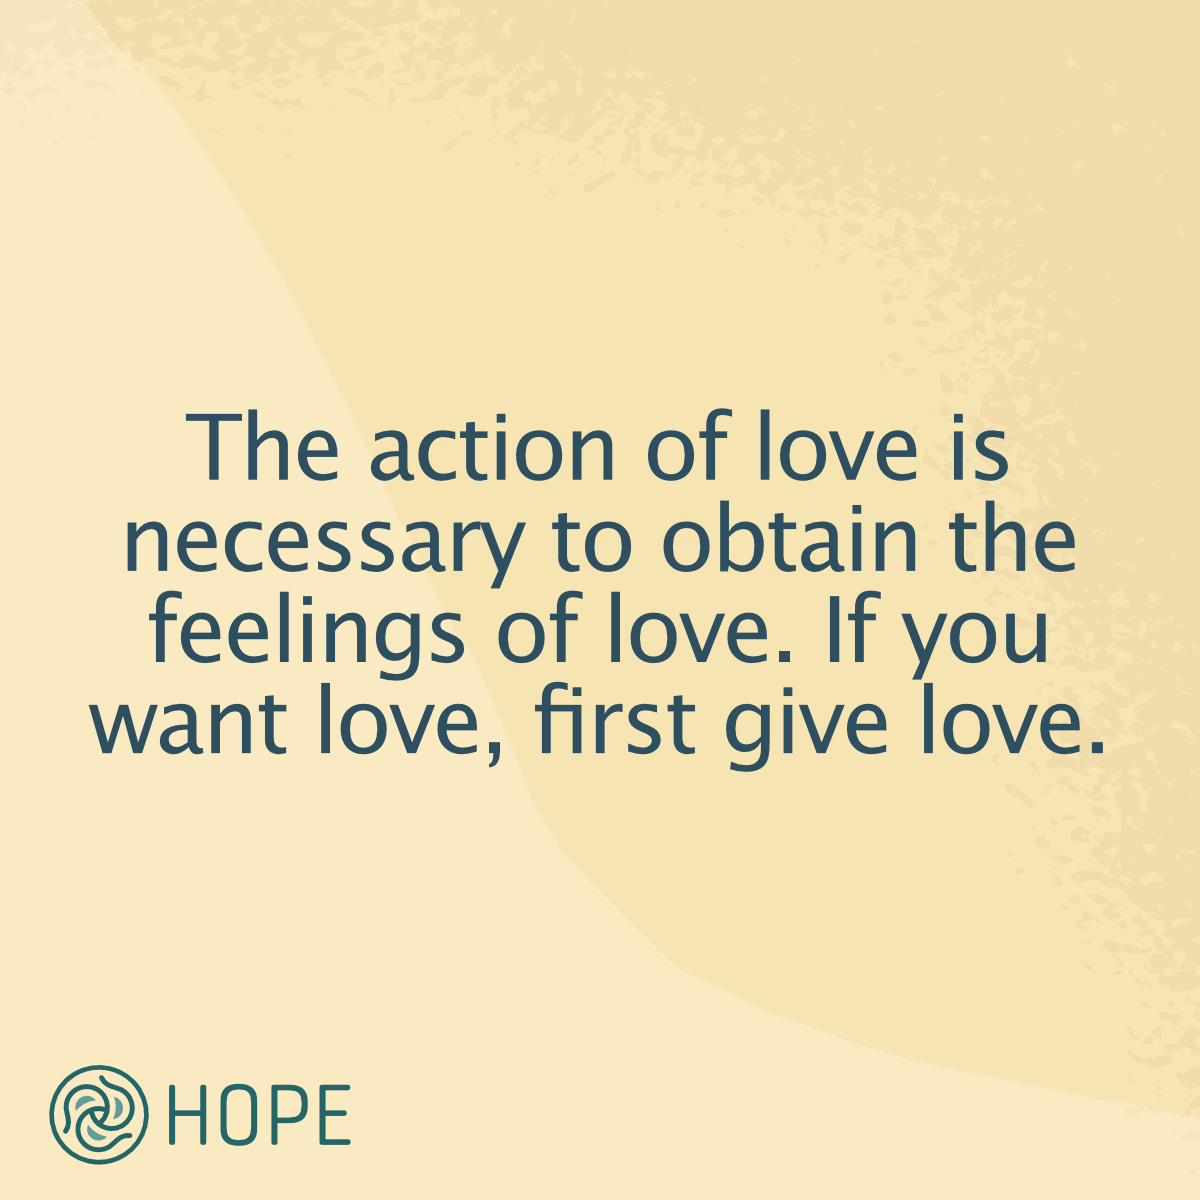 The action of love is
necessary to obtain the
feelings of love. If you
want love, first give love.
HOPE